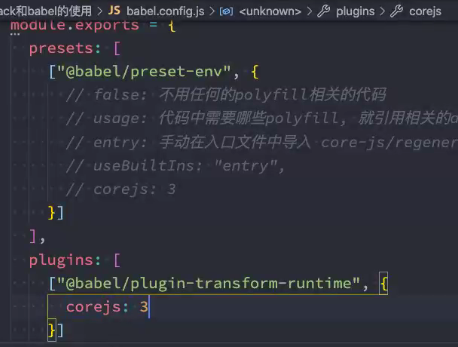 ack和babel的使用 > JS babel.config.js > <unknown> > plugins > corejs
module.exports = {
presets: [
["@babel/preset-env", {
// false: 不用任何的polyfill相关的代码
// usage: 代码中需要哪些polyfill, 就引用相关的a
// entry: 手动在入口文件中导入 core-js/regener
// useBuiltIns: "entry",
// corejs: 3
}]
],
plugins: [
["@babel/plugin-transform-runtime", {
corejs: 3
}]